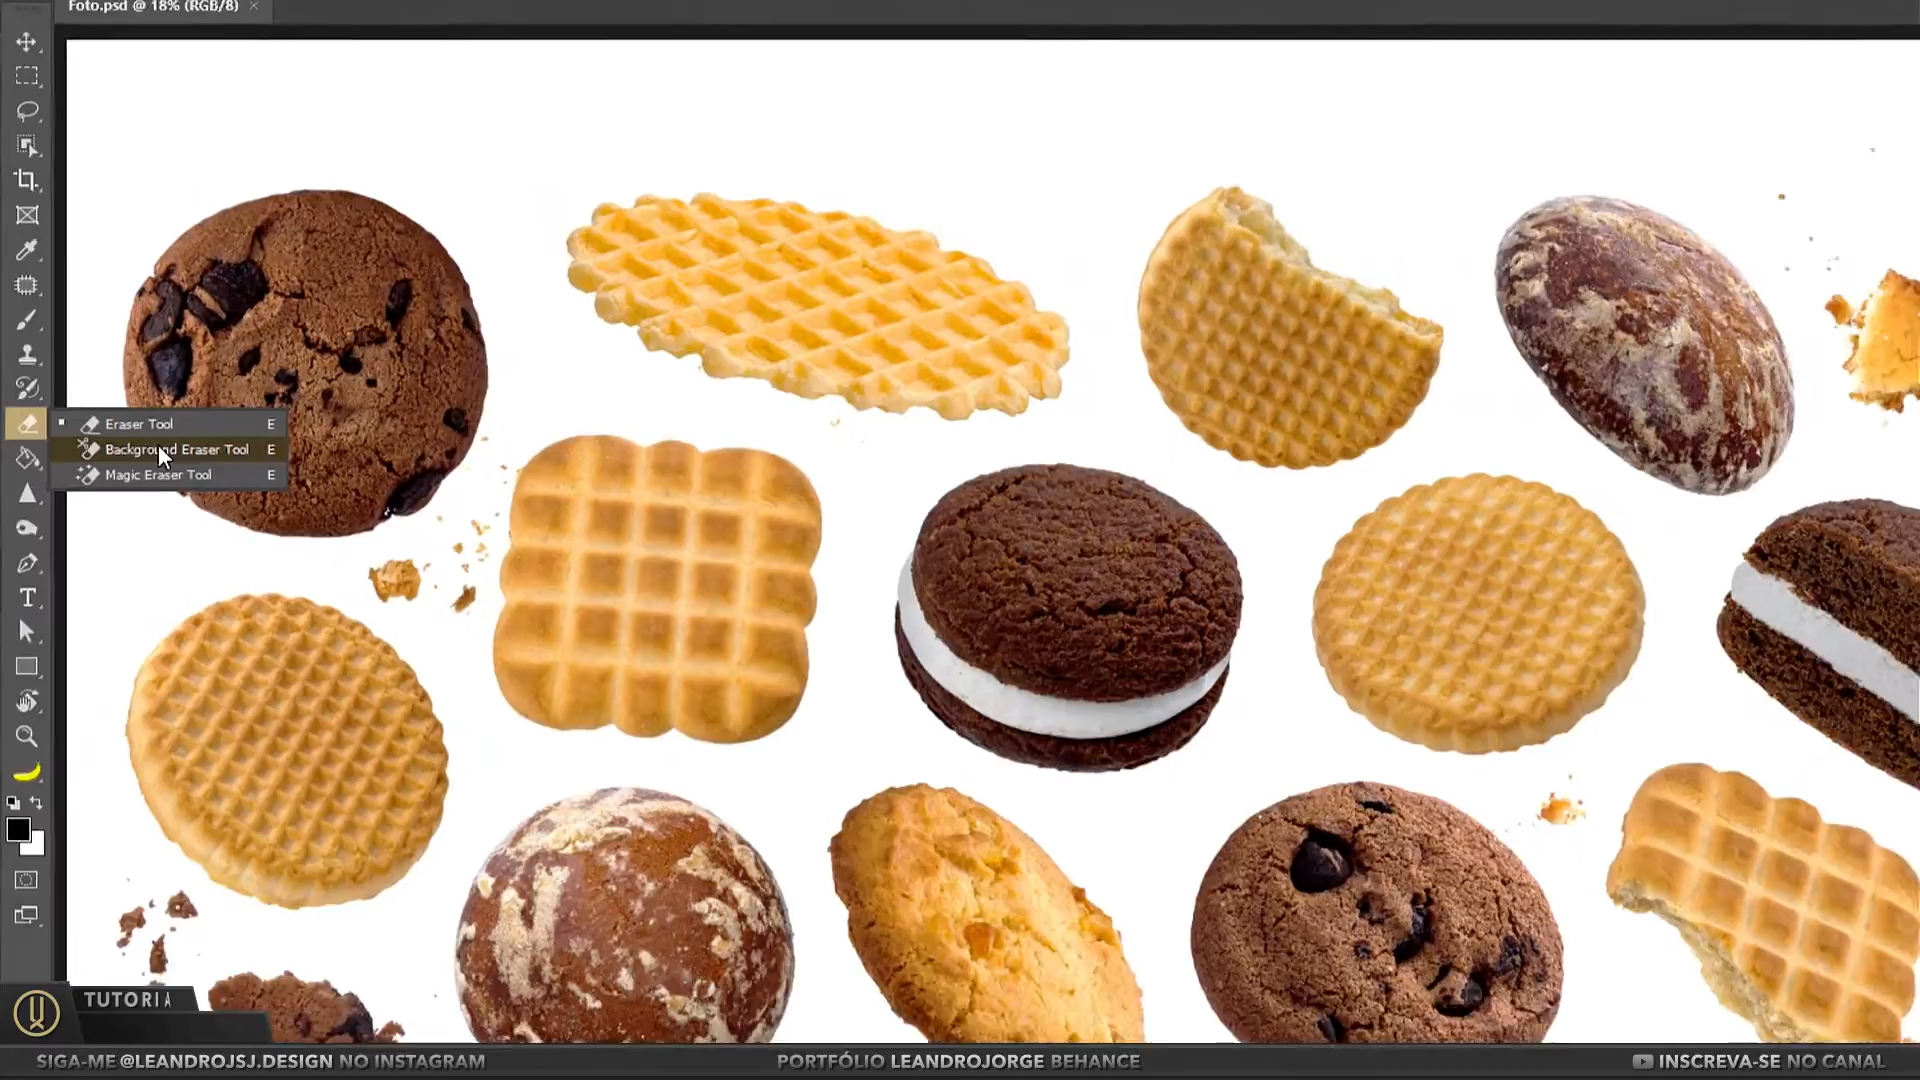 Foto.psd @ 18% (RGB/8)
Eraser Tool E
Background Eraser Tool E
Magic Eraser Tool E
T
TUTORIA
SIGA-ME @LEANDROJSJ.DESIGN NO INSTAGRAM
PORTFÓLIO LEANDROJORGE BEHANCE
INSCREVA-SE NO CANAL